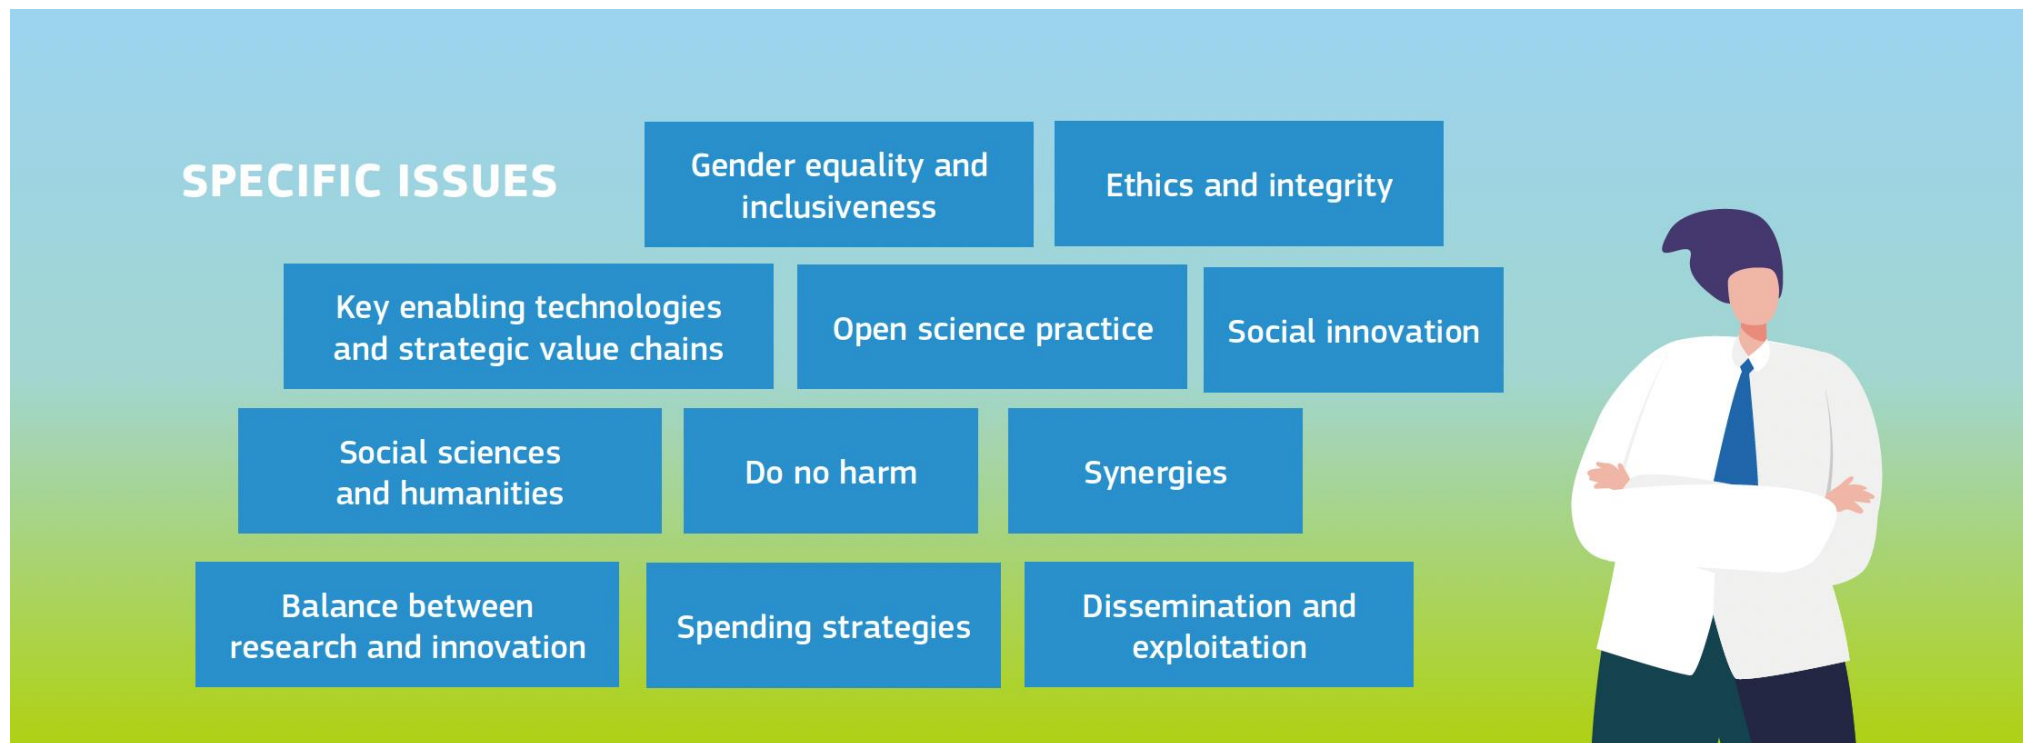 SPECIFIC ISSUES
Gender equality and
inclusiveness
Ethics and integrity
Key enabling technologies
and strategic value chains
Open science practice
Social innovation
Social sciences
and humanities
Do no harm
Synergies
Balance between
research and innovation
Spending strategies
Dissemination and
exploitation